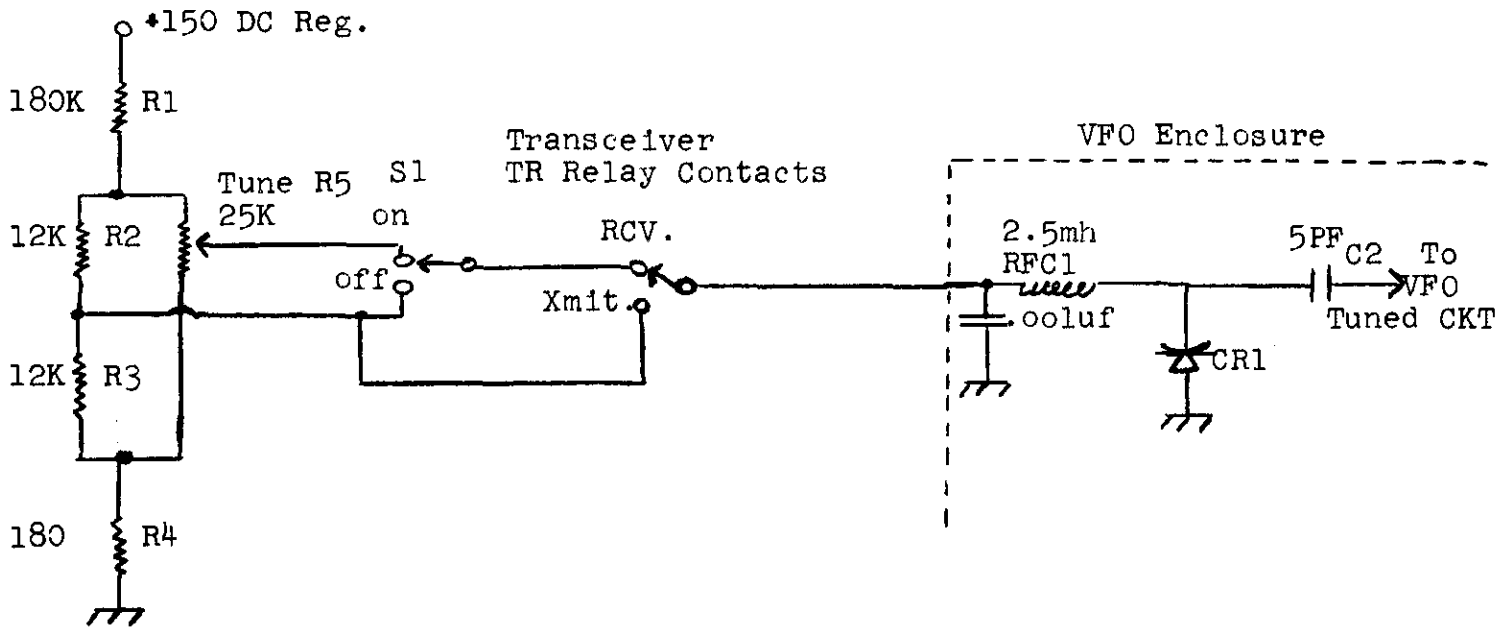 +150 DC Reg.
180K R1
Transceiver
TR Relay Contacts
VFO Enclosure
Tune R5
25K
S1
on
off
12K R2
RCV.
Xmit.
2.5mh
RFC1
.001uf
5PF C2
To
VFO
Tuned CKT
CR1
12K R3
180 R4